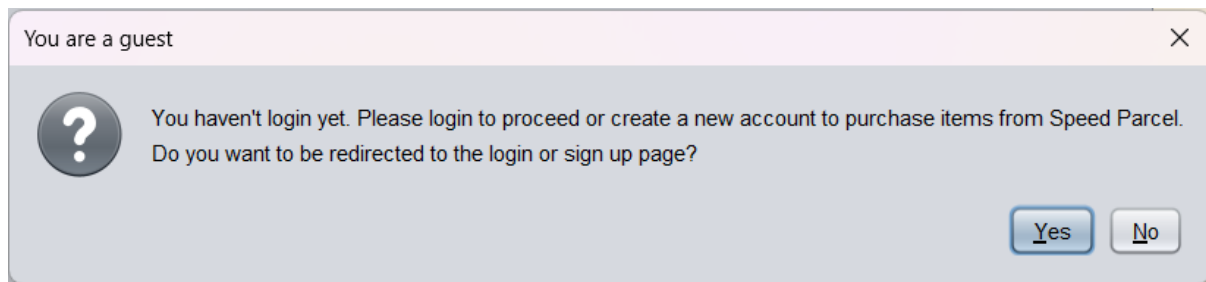 You are a guest
You haven't login yet. Please login to proceed or create a new account to purchase items from Speed Parcel.
Do you want to be redirected to the login or sign up page?
Yes
No